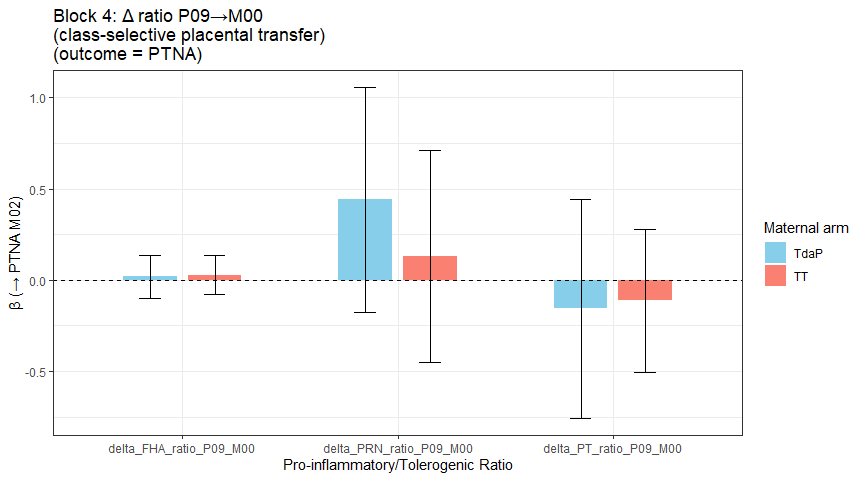 Block 4: Δ ratio P09→M00
(class-selective placental transfer)
(outcome = PTNA)
β (→ PTNA M02)
1.0
0.5
0.0
-0.5
delta_FHA_ratio_P09_M00
delta_PRN_ratio_P09_M00
delta_PT_ratio_P09_M00
Pro-inflammatory/Tolerogenic Ratio
Maternal arm
TdaP
TT